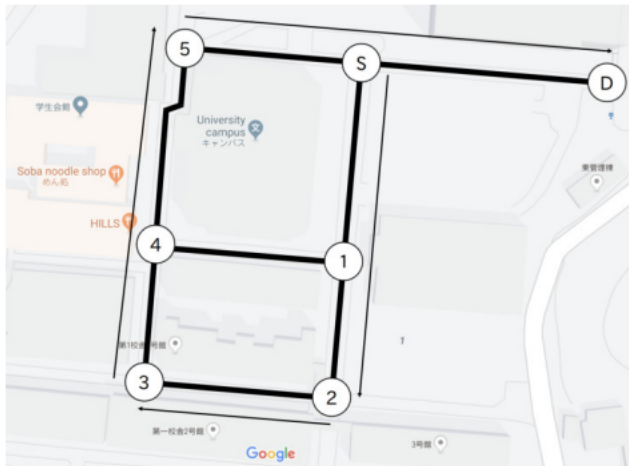 5
S
D
学生会館
University
campus
キャンパス
東管理棟
Soba noodle shop
めん処
HILLS
4
1
1
第1校舎
号館
3
2
第一校舎2号館
3号館
Google